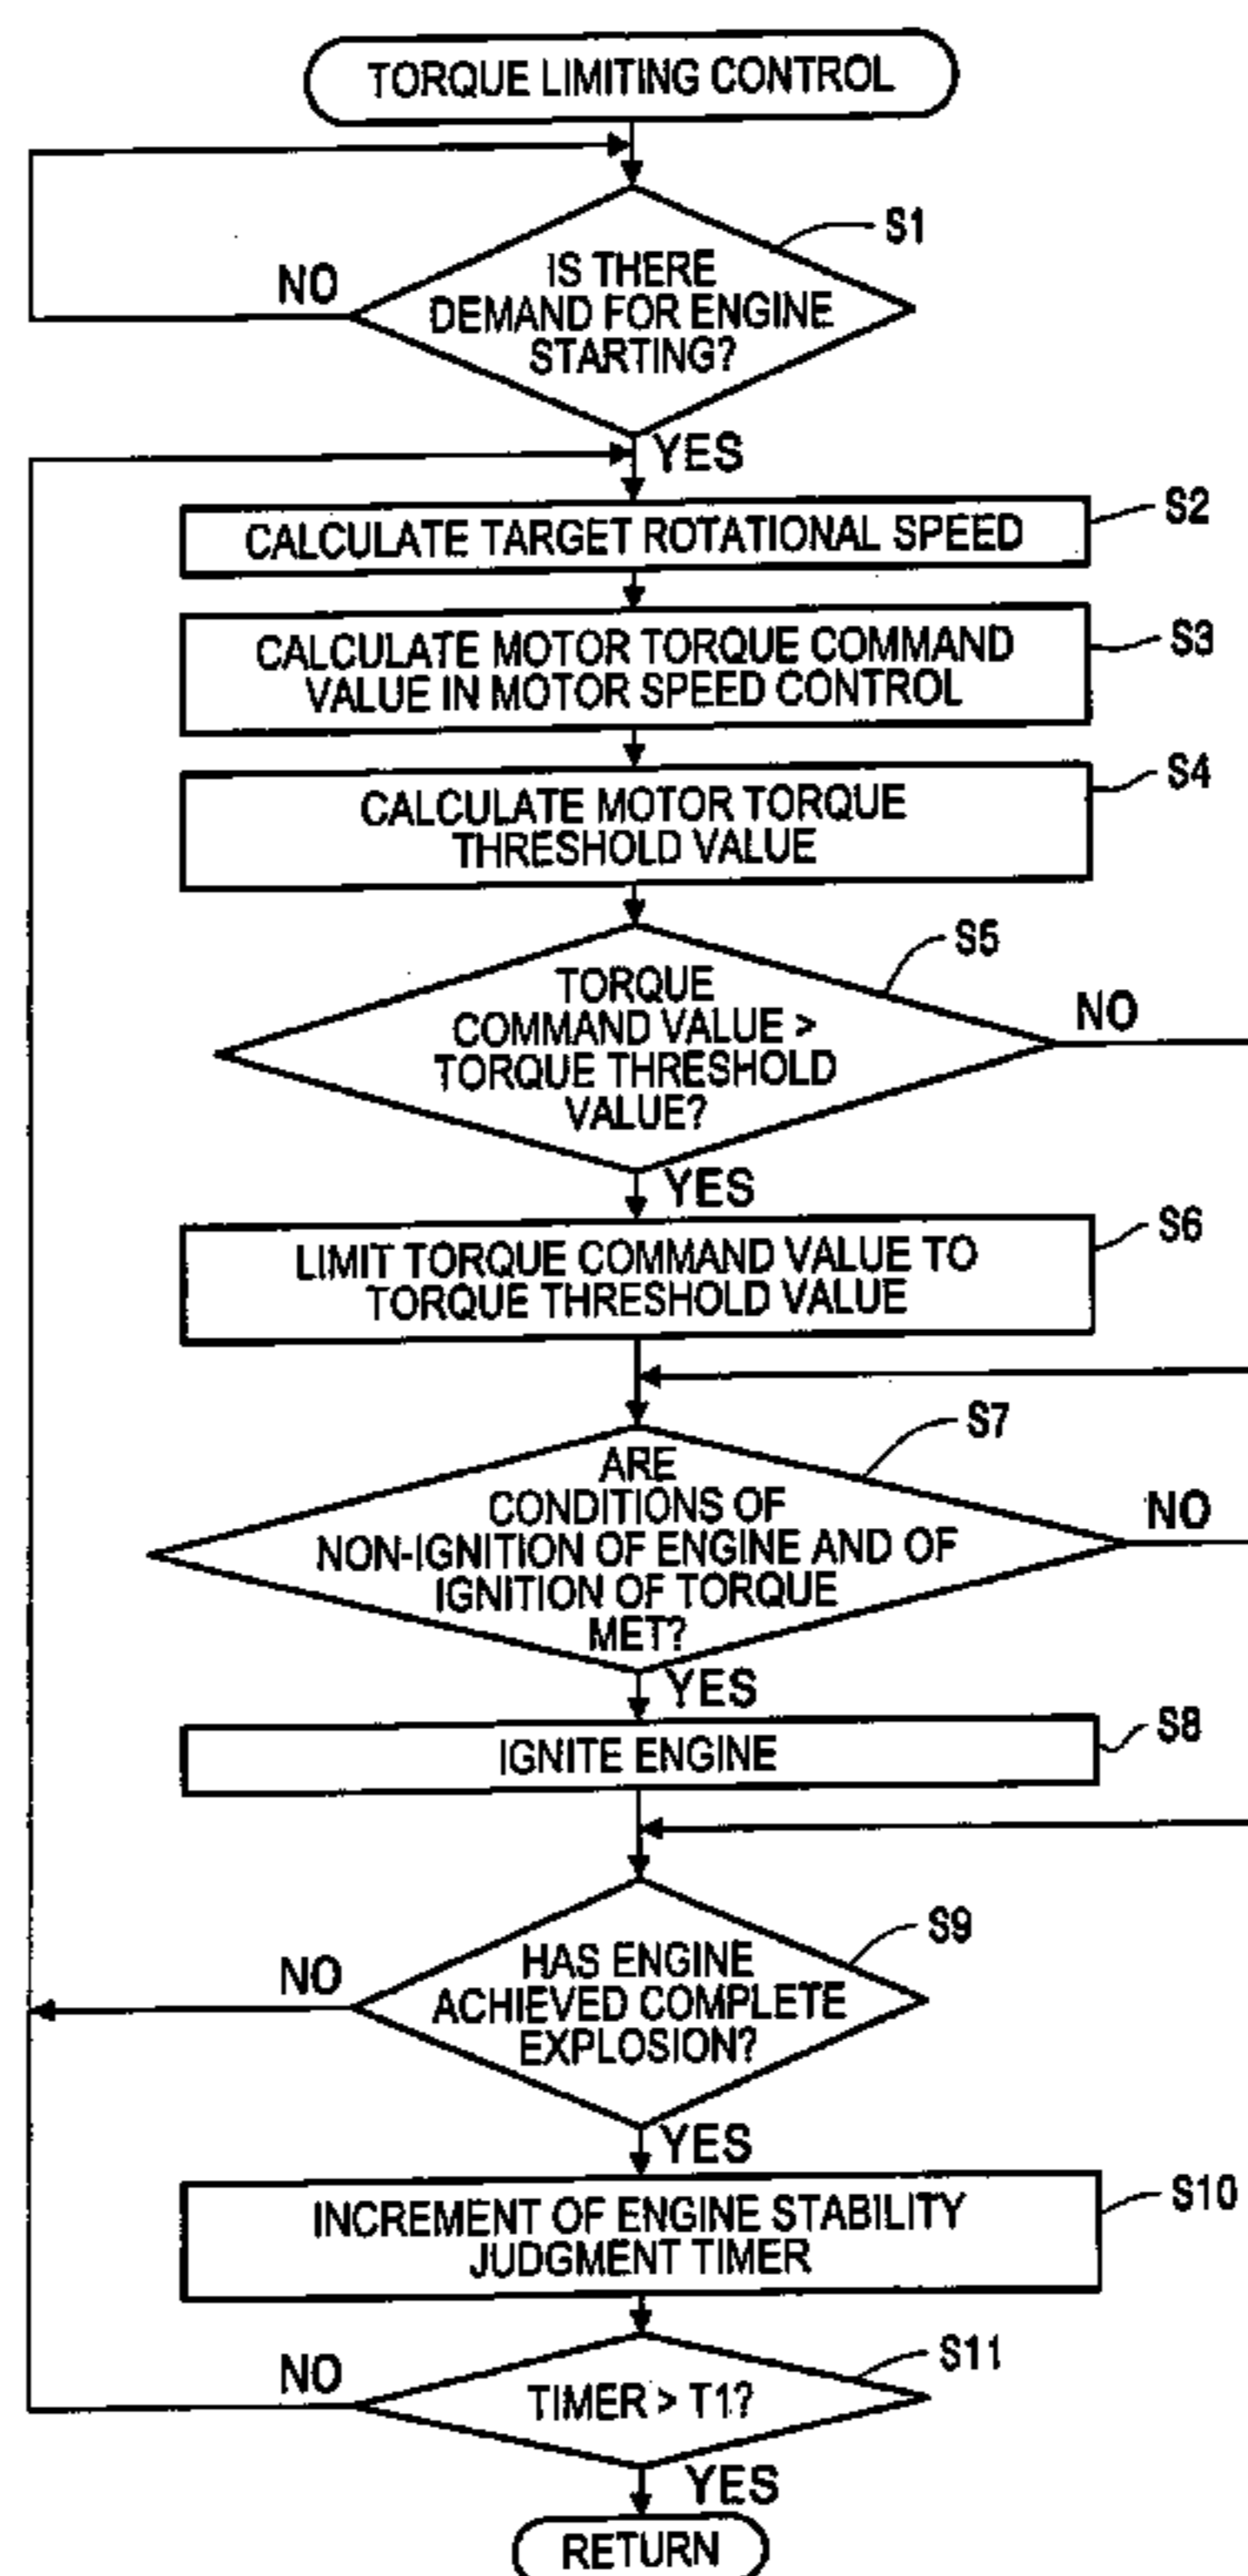 TORQUE LIMITING CONTROL
S1
IS THERE
DEMAND FOR ENGINE
STARTING?
NO
YES
S2
CALCULATE TARGET ROTATIONAL SPEED
S3
CALCULATE MOTOR TORQUE COMMAND
VALUE IN MOTOR SPEED CONTROL
S4
CALCULATE MOTOR TORQUE
THRESHOLD VALUE
S5
TORQUE
COMMAND VALUE >
TORQUE THRESHOLD
VALUE?
NO
YES
S6
LIMIT TORQUE COMMAND VALUE TO
TORQUE THRESHOLD VALUE
S7
ARE
CONDITIONS OF
NON-IGNITION OF ENGINE AND OF
IGNITION OF TORQUE
MET?
NO
YES
S8
IGNITE ENGINE
S9
HAS ENGINE
ACHIEVED COMPLETE
EXPLOSION?
NO
YES
S10
INCREMENT OF ENGINE STABILITY
JUDGMENT TIMER
S11
TIMER > T1?
NO
YES
RETURN